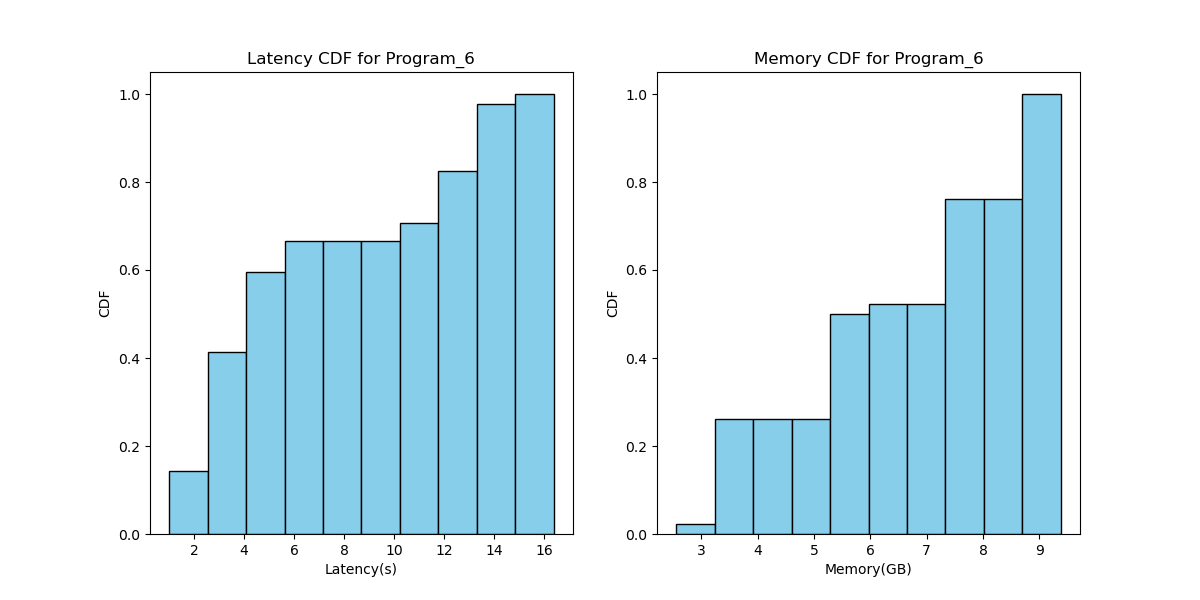 Latency CDF for Program_6
1.0
0.8
0.6
0.4
0.2
0.0
CDF
2 4 6 8 10 12 14 16
Latency(s)
Memory CDF for Program_6
1.0
0.8
0.6
0.4
0.2
0.0
CDF
3 4 5 6 7 8 9
Memory(GB)